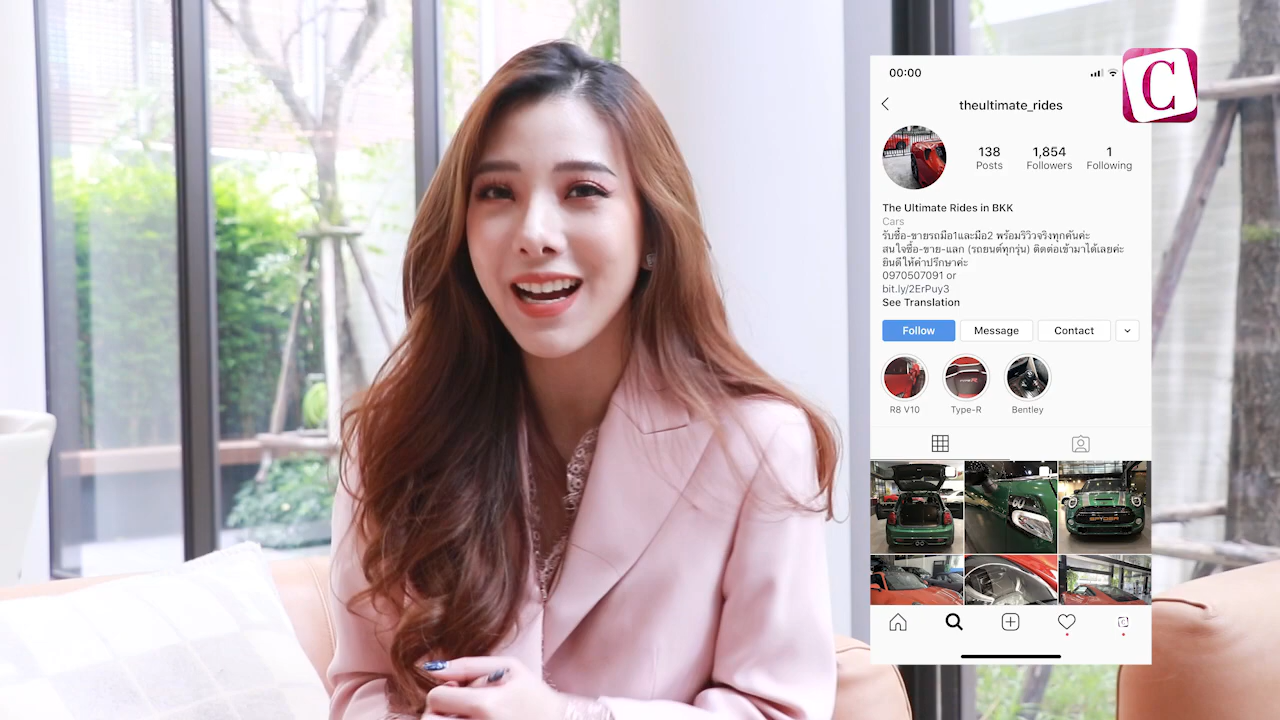 00:00
C
theultimate_rides
138
1,854
1
Posts
Followers
Following
The Ultimate Rides in BKK
Cars
รับซื้อ-ขายรถมือ1และมือ2 พร้อมรีวิวจริงทุกคันค่ะ
สนใจซื้อ-ขาย-แลก (รถยนต์ทุกรุ่น) ติดต่อเข้ามาได้เลยค่ะ
ยินดีให้คำปรึกษาค่ะ
0970507091 or
bit.ly/2ErPuy3
See Translation
Follow
Message
Contact
R8 V10
Type-R
Bentley